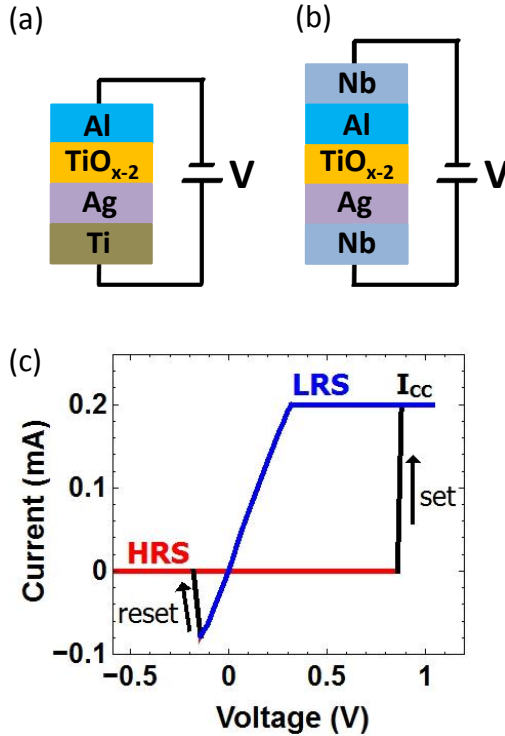 (a)
Al
TiOx-2
Ag
Ti
V
(b)
Nb
Al
TiOx-2
Ag
Nb
V
(c)
LRS
ICC
set
HRS
reset
0.2
0.1
0
−0.1
Current (mA)
−0.5
0
0.5
1
Voltage (V)